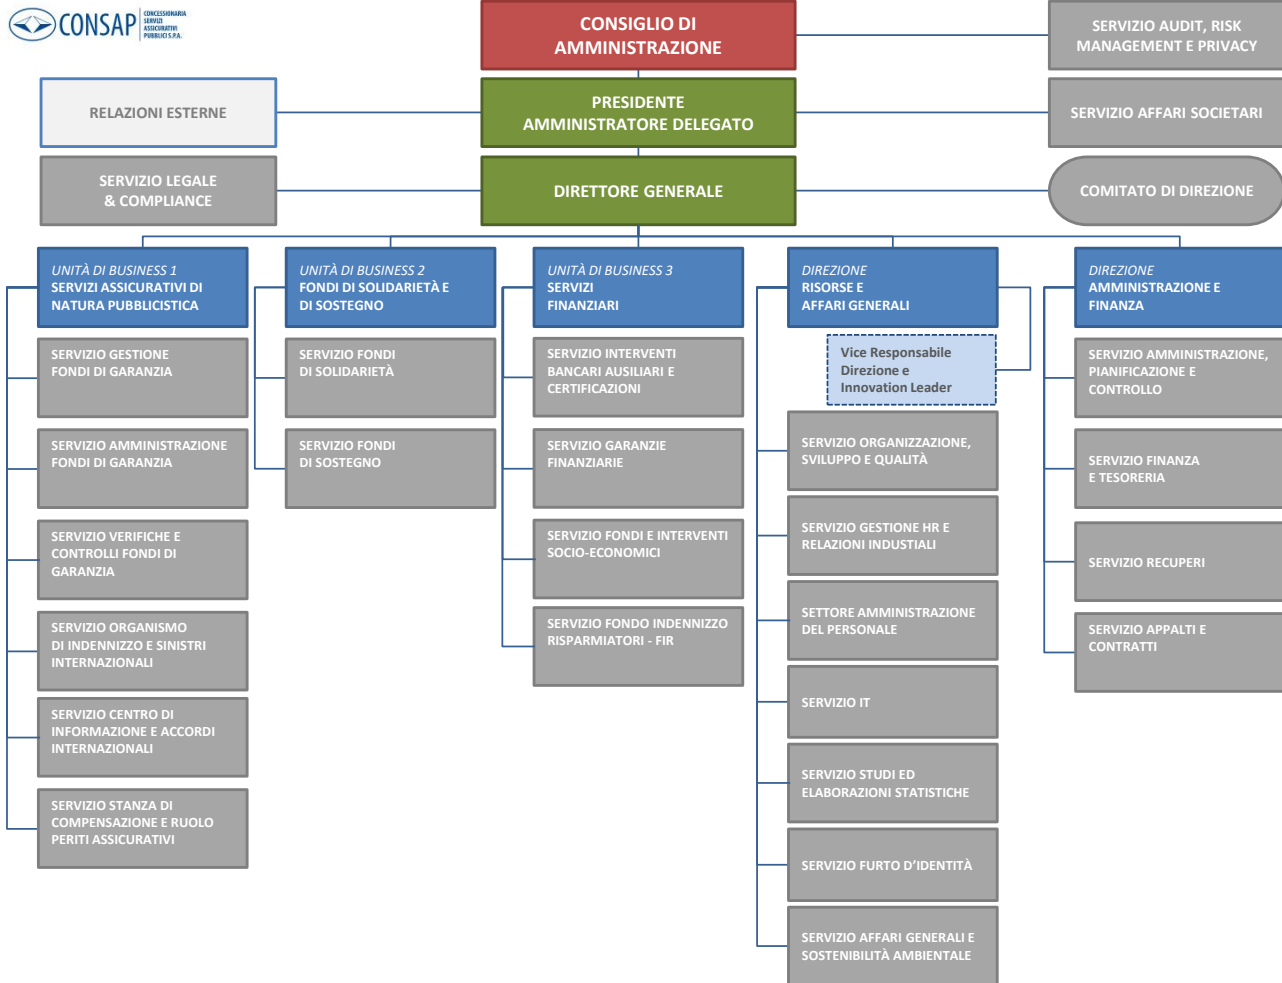 CONSAP
CONCESSIONARIA
SERVIZI
ASSICURATIVI
PUBBLICI S.P.A.
CONSIGLIO DI
AMMINISTRAZIONE
SERVIZIO AUDIT, RISK
MANAGEMENT E PRIVACY
RELAZIONI ESTERNE
PRESIDENTE
AMMINISTRATORE DELEGATO
SERVIZIO AFFARI SOCIETARI
SERVIZIO LEGALE
& COMPLIANCE
DIRETTORE GENERALE
COMITATO DI DIREZIONE
UNITÀ DI BUSINESS 1
SERVIZI ASSICURATIVI DI
NATURA PUBBLICISTICA
SERVIZIO GESTIONE
FONDI DI GARANZIA
SERVIZIO AMMINISTRAZIONE
FONDI DI GARANZIA
SERVIZIO VERIFICHE E
CONTROLLI FONDI DI
GARANZIA
SERVIZIO ORGANISMO
DI INDENNIZZO E SINISTRI
INTERNAZIONALI
SERVIZIO CENTRO DI
INFORMAZIONE E ACCORDI
INTERNAZIONALI
SERVIZIO STANZA DI
COMPENSAZIONE E RUOLO
PERITI ASSICURATIVI
UNITÀ DI BUSINESS 2
FONDI DI SOLIDARIETÀ E
DI SOSTEGNO
SERVIZIO FONDI
DI SOLIDARIETÀ
SERVIZIO FONDI
DI SOSTEGNO
UNITÀ DI BUSINESS 3
SERVIZI
FINANZIARI
SERVIZIO INTERVENTI
BANCARI AUSILIARI E
CERTIFICAZIONI
SERVIZIO GARANZIE
FINANZIARIE
SERVIZIO FONDI E INTERVENTI
SOCIO-ECONOMICI
SERVIZIO FONDO INDENNIZZO
RISPARMIATORI - FIR
DIREZIONE
RISORSE E
AFFARI GENERALI
Vice Responsabile
Direzione e
Innovation Leader
SERVIZIO ORGANIZZAZIONE,
SVILUPPO E QUALITÀ
SERVIZIO GESTIONE HR E
RELAZIONI INDUSTIALI
SETTORE AMMINISTRAZIONE
DEL PERSONALE
SERVIZIO IT
SERVIZIO STUDI ED
ELABORAZIONI STATISTICHE
SERVIZIO FURTO D'IDENTITÀ
SERVIZIO AFFARI GENERALI E
SOSTENIBILITÀ AMBIENTALE
DIREZIONE
AMMINISTRAZIONE E
FINANZA
SERVIZIO AMMINISTRAZIONE,
PIANIFICAZIONE E
CONTROLLO
SERVIZIO FINANZA
E TESORERIA
SERVIZIO RECUPERI
SERVIZIO APPALTI E
CONTRATTI